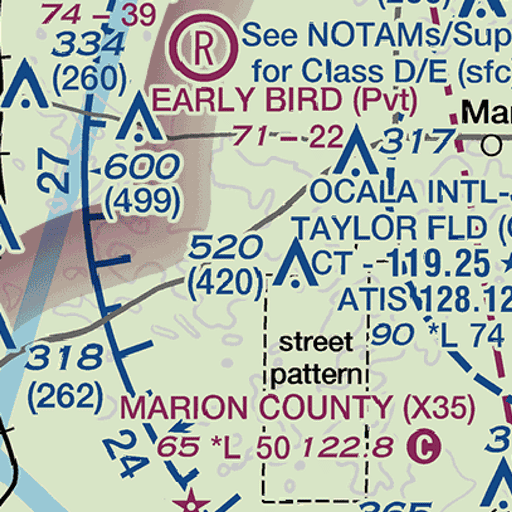 74 – 39
334
(260)
R
See NOTAMs/Sup
for Class D/E (sfc
EARLY BIRD (Pvt)
71 – 22
Mar
317
27
600
(499)
OCALA INTL-
TAYLOR FLD (
520
(420)
CT - 119.25 ★
ATIS 128.12
90 *L 74
318
(262)
street
pattern
MARION COUNTY (X35)
65 *L 50 122.8 C
24
3
365